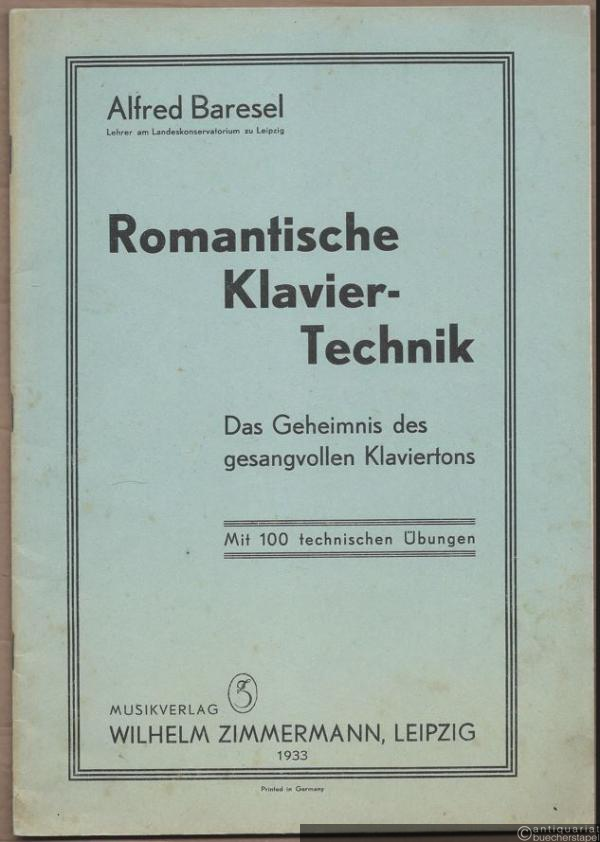 Alfred Baresel
Lehrer am Landeskonservatorium zu Leipzig
Romantische
Klavier-
Technik
Das Geheimnis des
gesangvollen Klaviertons
Mit 100 technischen Übungen
MUSIKVERLAG
WILHELM ZIMMERMANN, LEIPZIG
1933
Printed in Germany
©antiquariat
buecherstapel